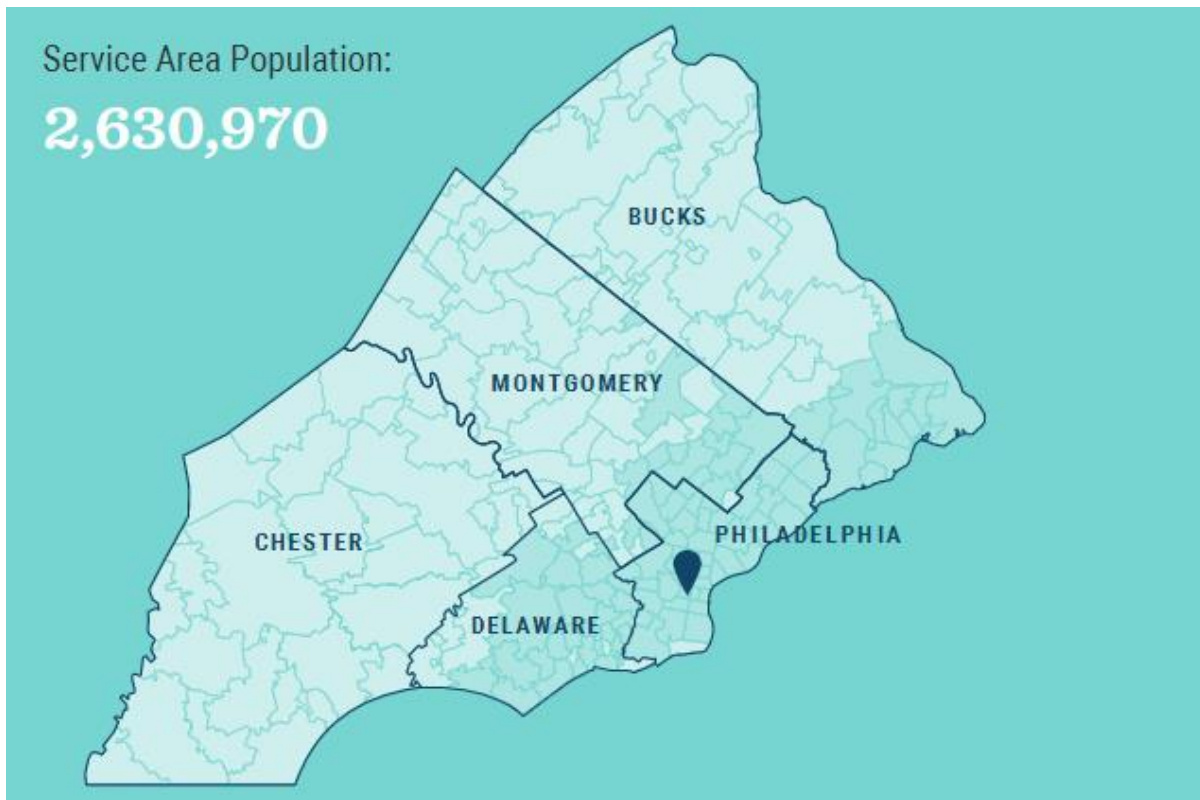 Service Area Population:
2,630,970
BUCKS
MONTGOMERY
CHESTER
PHILADELPHIA
DELAWARE